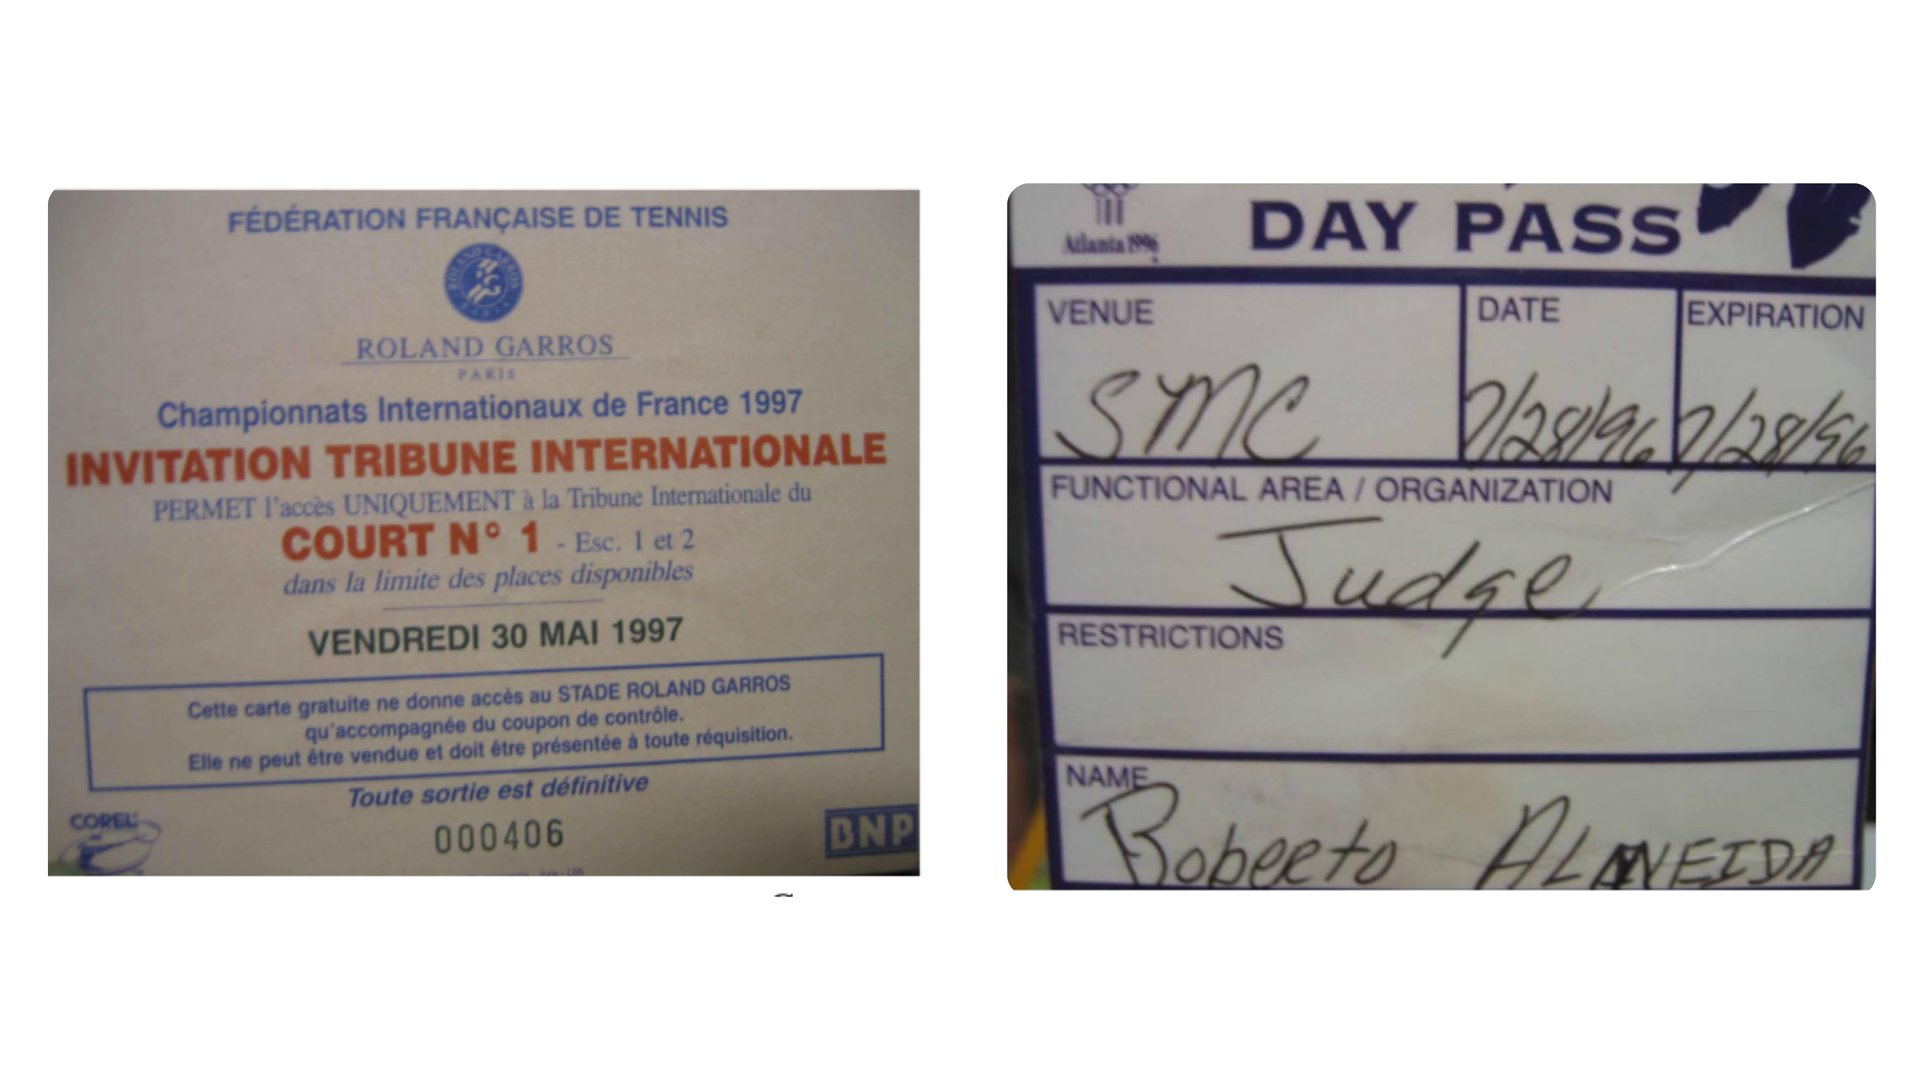 FÉDÉRATION FRANÇAISE DE TENNIS
ROLAND GARROS
PARIS
ROLAND GARROS
PARIS
Championnats Internationaux de France 1997
INVITATION TRIBUNE INTERNATIONALE
PERMET l'accès UNIQUEMENT à la Tribune Internationale du
COURT N° 1 - Esc. 1 et 2
dans la limite des places disponibles
VENDREDI 30 MAI 1997
Cette carte gratuite ne donne accès au STADE ROLAND GARROS
qu'accompagnée du coupon de contrôle.
Elle ne peut être vendue et doit être présentée à toute réquisition.
Toute sortie est définitive
COREL
000406
BNP
Atlanta 1996
DAY PASS
VENUE
DATE
EXPIRATION
SMC
7/28/96
7/28/96
FUNCTIONAL AREA / ORGANIZATION
Judge
RESTRICTIONS
NAME
Roberto ALMEIDA